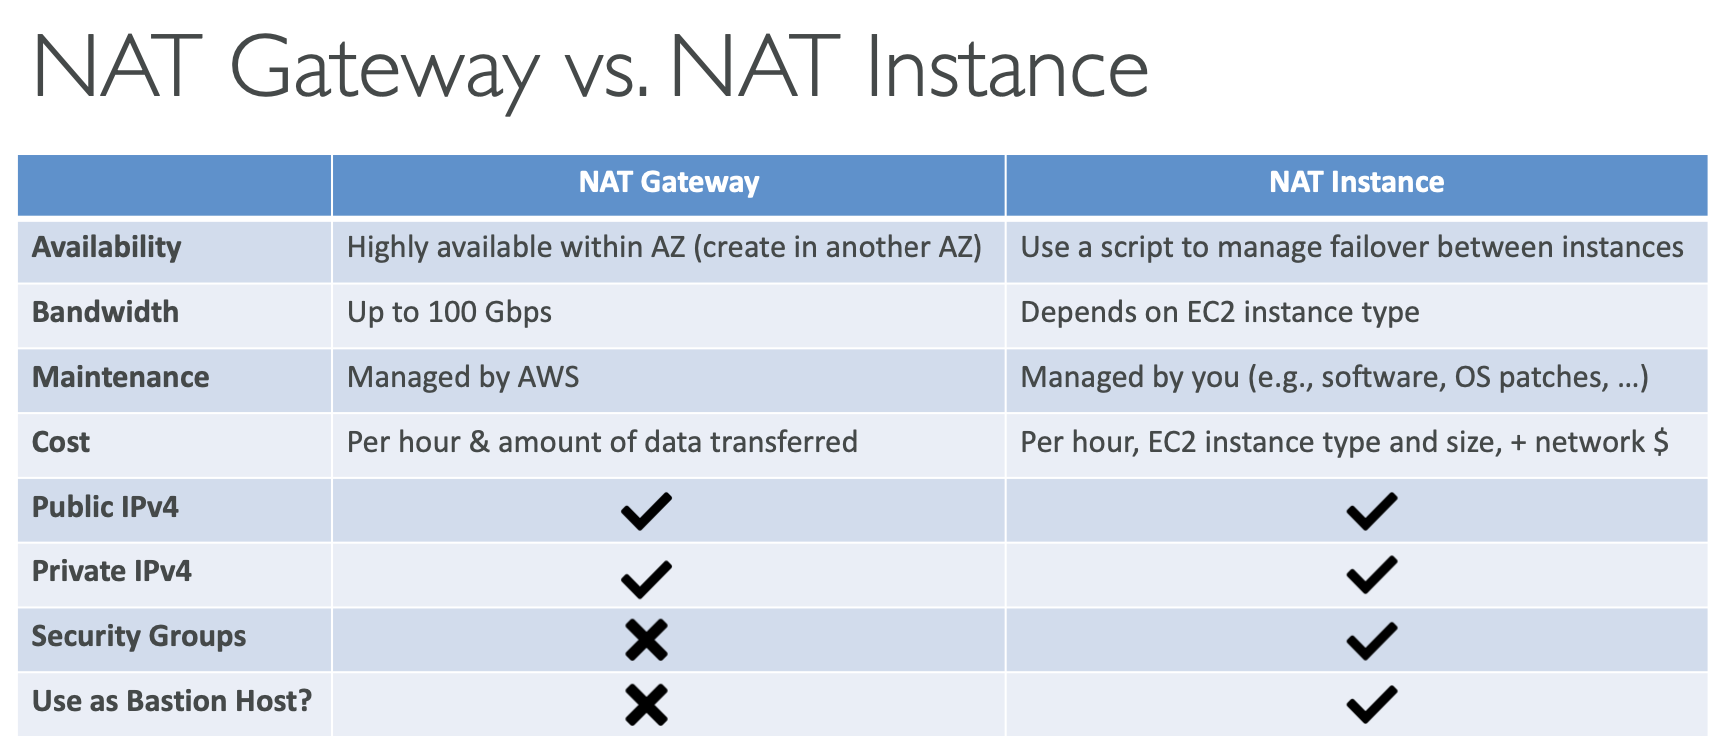 NAT Gateway vs. NAT Instance
NAT Gateway NAT Instance
Availability Highly available within AZ (create in another AZ) Use a script to manage failover between instances
Bandwidth Up to 100 Gbps Depends on EC2 instance type
Maintenance Managed by AWS Managed by you (e.g., software, OS patches, …)
Cost Per hour & amount of data transferred Per hour, EC2 instance type and size, + network $
Public IPv4 ✔ ✔
Private IPv4 ✔ ✔
Security Groups ✖ ✔
Use as Bastion Host? ✖ ✔